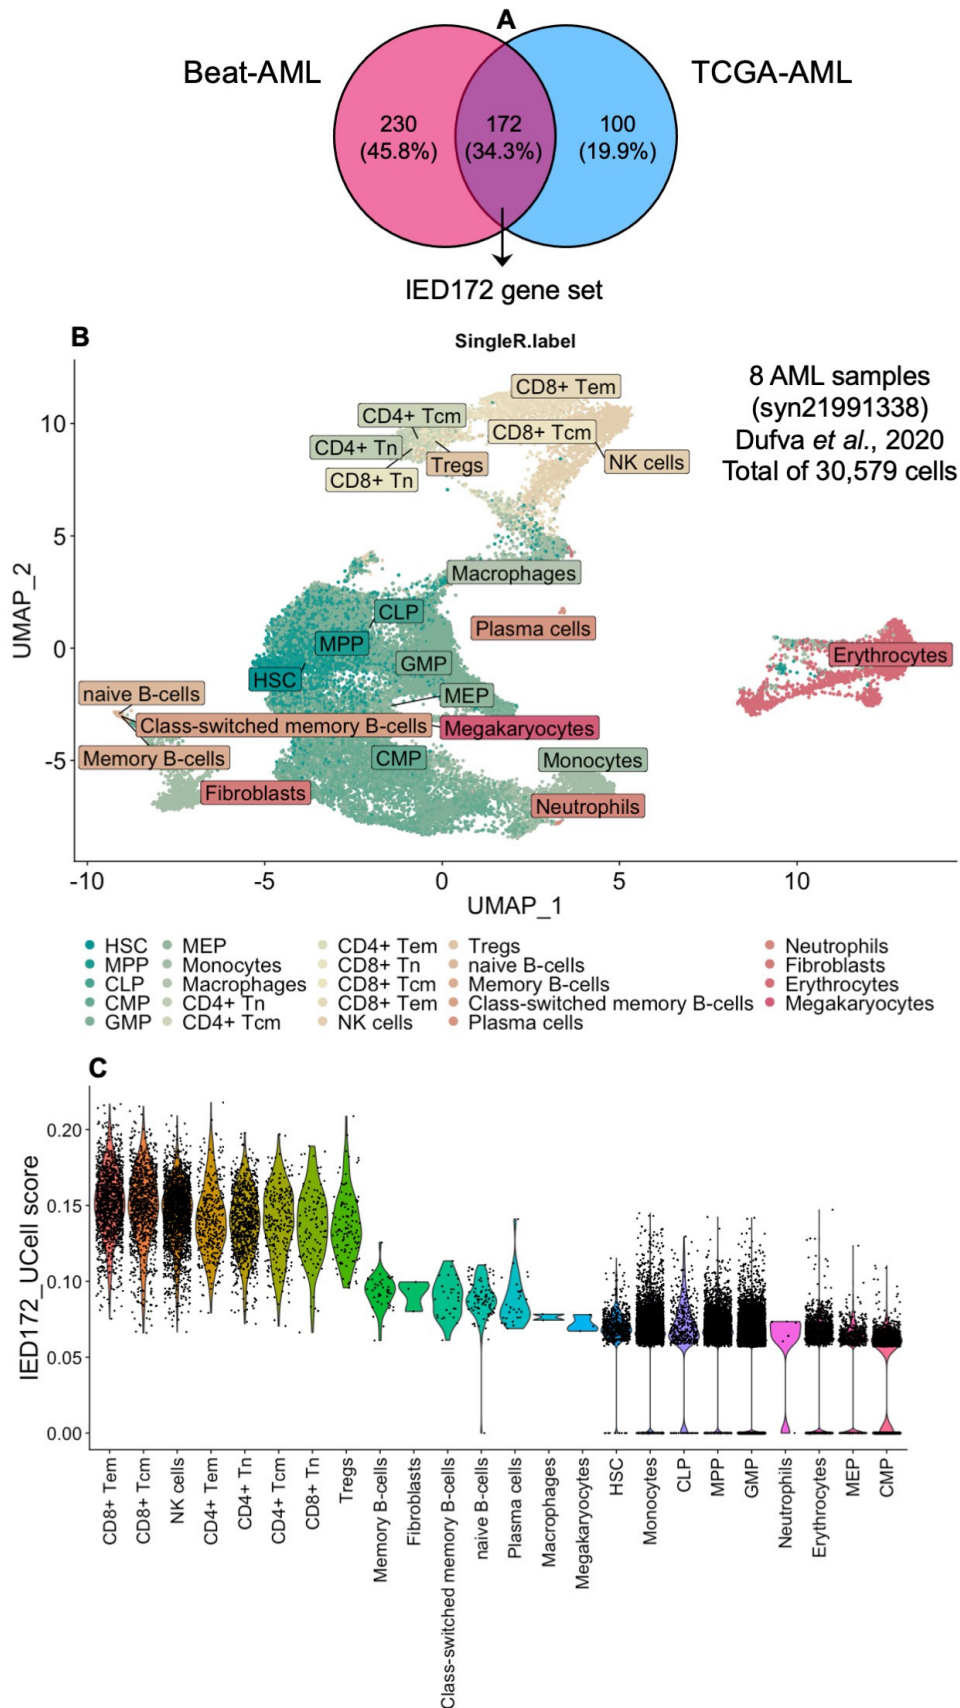 A
Beat-AML
TCGA-AML
230
(45.8%)
172
(34.3%)
100
(19.9%)
IED172 gene set
B
SingleR.label
8 AML samples
(syn21991338)
Dufva et al., 2020
Total of 30,579 cells
CD8+ Tem
CD4+ Tcm
CD8+ Tcm
CD4+ Tn
Tregs
NK cells
CD8+ Tn
Macrophages
CLP
Plasma cells
MPP
Erythrocytes
GMP
HSC
MEP
naive B-cells
Class-switched memory B-cells
Megakaryocytes
Memory B-cells
CMP
Monocytes
Fibroblasts
Neutrophils
UMAP_2
10
5
0
-5
-10
-5
0
5
10
UMAP_1
HSC
MPP
CLP
CMP
GMP
MEP
Monocytes
Macrophages
CD4+ Tn
CD4+ Tcm
CD4+ Tem
CD8+ Tn
CD8+ Tcm
CD8+ Tem
NK cells
Tregs
naive B-cells
Memory B-cells
Class-switched memory B-cells
Plasma cells
Neutrophils
Fibroblasts
Erythrocytes
Megakaryocytes
C
IED172_UCell score
0.20
0.15
0.10
0.05
0.00
CD8+ Tem
CD8+ Tcm
NK cells
CD4+ Tem
CD4+ Tn
CD4+ Tcm
CD8+ Tn
Tregs
Memory B-cells
Fibroblasts
Class-switched memory B-cells
naive B-cells
Plasma cells
Macrophages
Megakaryocytes
HSC
Monocytes
CLP
MPP
GMP
Neutrophils
Erythrocytes
MEP
CMP